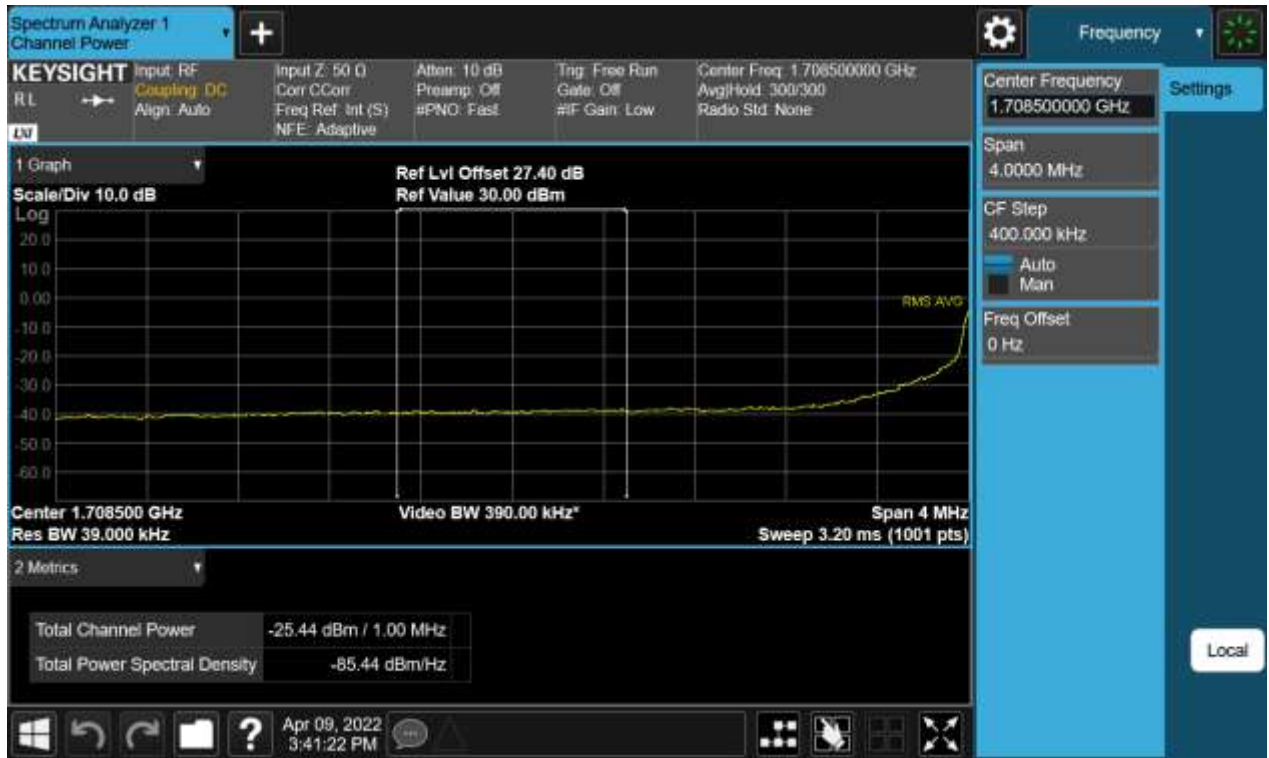 Spectrum Analyzer 1
Channel Power
+
Frequency
KEYSIGHT
RL
LXI
Input: RF
Coupling: DC
Align: Auto
Input Z: 50 Ω
Corr CCorr
Freq Ref: Int (S)
NFE: Adaptive
Atten: 10 dB
Preamp: Off
#PNO: Fast
Trig: Free Run
Gate: Off
#IF Gain: Low
Center Freq: 1.708500000 GHz
Avg|Hold: 300/300
Radio Std: None
Center Frequency
1.708500000 GHz
Settings
Span
4.0000 MHz
CF Step
400.000 kHz
Auto
Man
Freq Offset
0 Hz
1 Graph
Scale/Div 10.0 dB
Ref Lvl Offset 27.40 dB
Ref Value 30.00 dBm
Log
20.0
10.0
0.00
-10.0
-20.0
-30.0
-40.0
-50.0
-60.0
RMS AVG
Center 1.708500 GHz
Video BW 390.00 kHz*
Span 4 MHz
Res BW 39.000 kHz
Sweep 3.20 ms (1001 pts)
2 Metrics
Total Channel Power -25.44 dBm / 1.00 MHz
Total Power Spectral Density -85.44 dBm/Hz
Local
?
Apr 09, 2022
3:41:22 PM